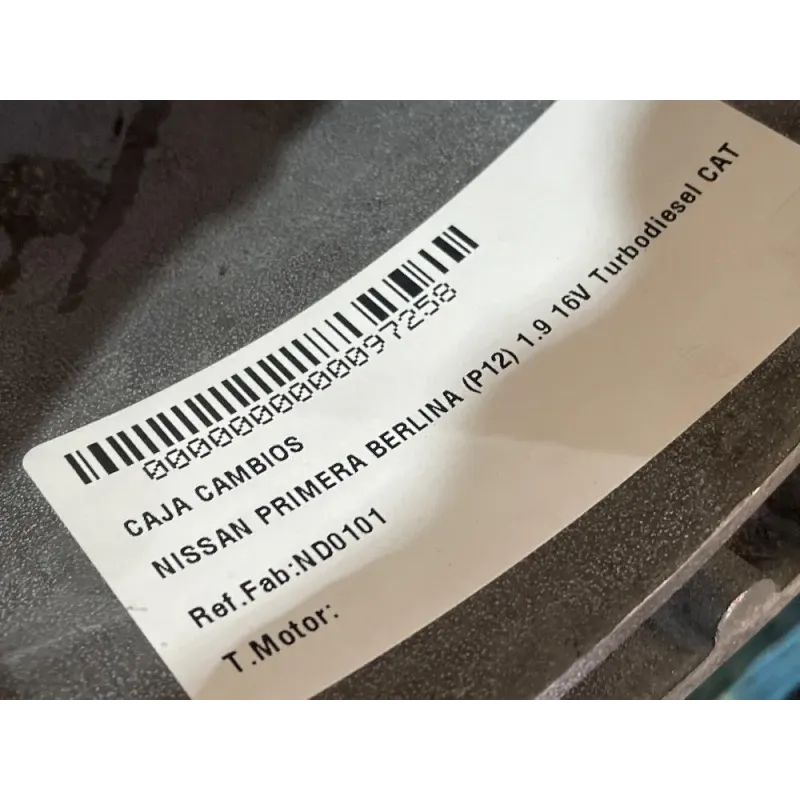 0000000000097258
CAJA CAMBIOS
NISSAN PRIMERA BERLINA (P12) 1.9 16V Turbodiesel CAT
Ref.Fab:ND0101
T.Motor: